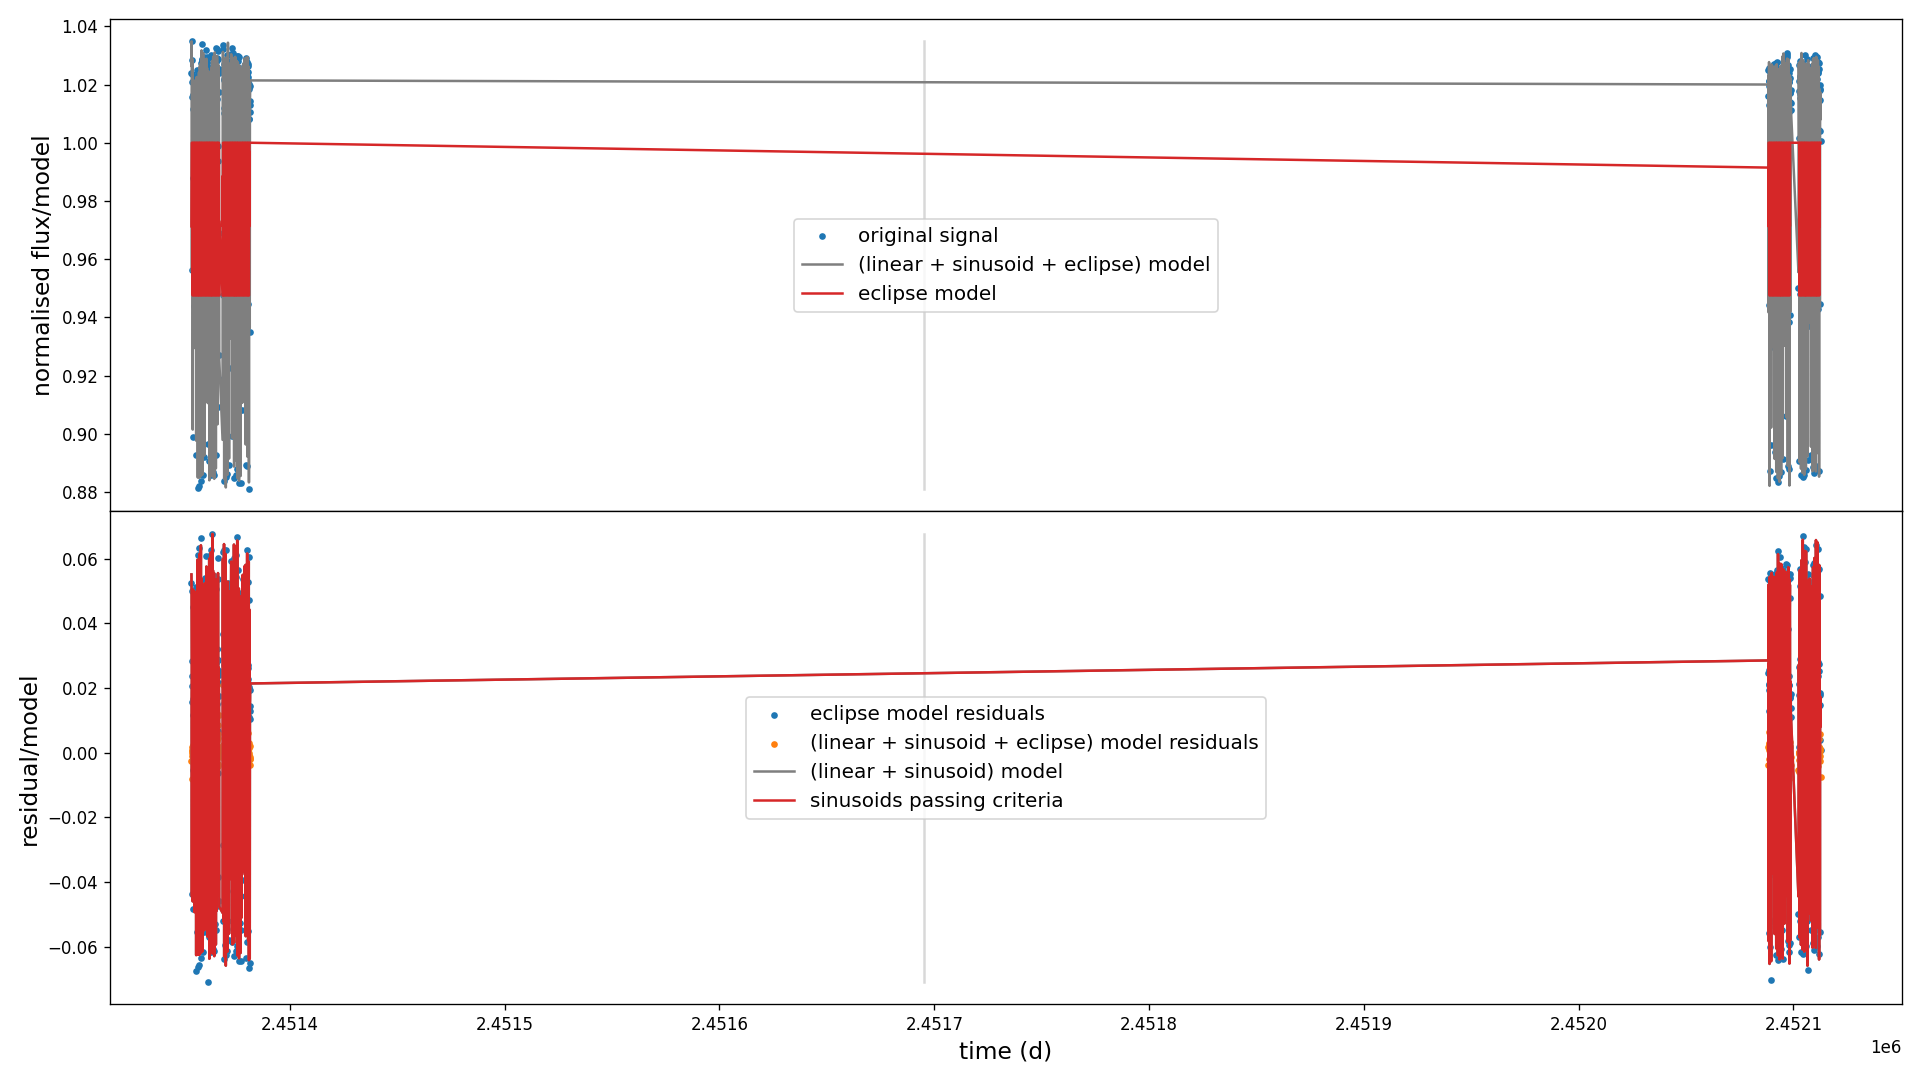 1.04
1.02
1.00
0.98
0.96
0.94
0.92
0.90
0.88
normalised flux/model
original signal
(linear + sinusoid + eclipse) model
eclipse model
0.06
0.04
0.02
0.00
−0.02
−0.04
−0.06
residual/model
eclipse model residuals
(linear + sinusoid + eclipse) model residuals
(linear + sinusoid) model
sinusoids passing criteria
2.4514 2.4515 2.4516 2.4517 2.4518 2.4519 2.4520 2.4521
1e6
time (d)